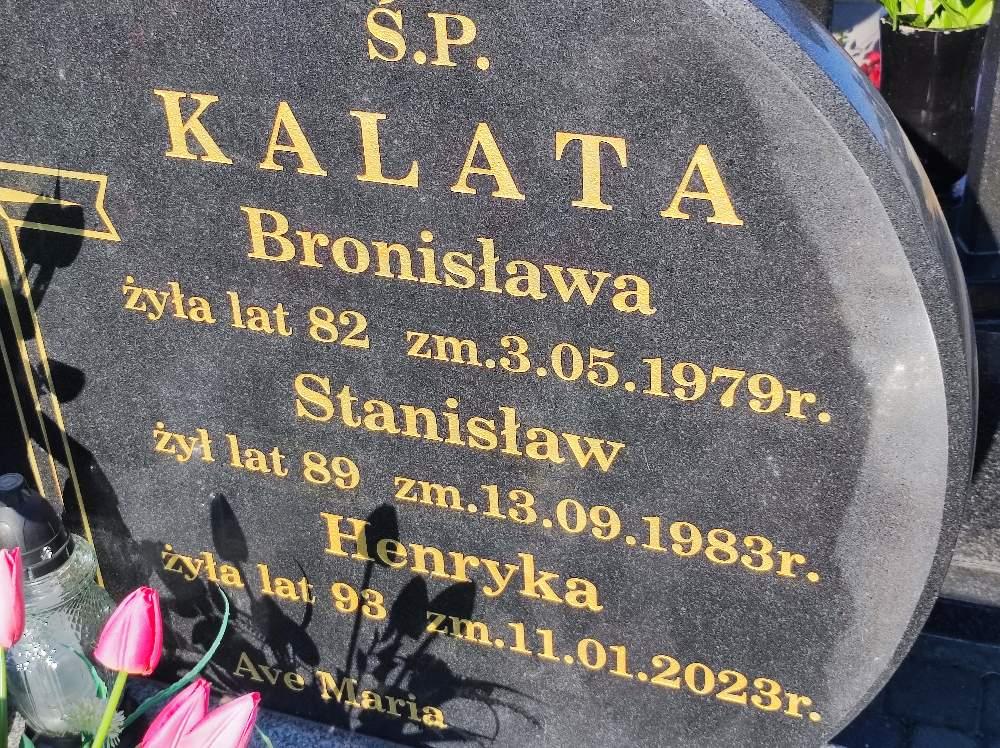 Ś.P.
KALATA
Bronisława
żyła lat 82 zm.3.05.1979r.
Stanisław
żył lat 89 zm.13.09.1983r.
Henryka
żyła lat 93 zm.11.01.2023r.
Ave Maria